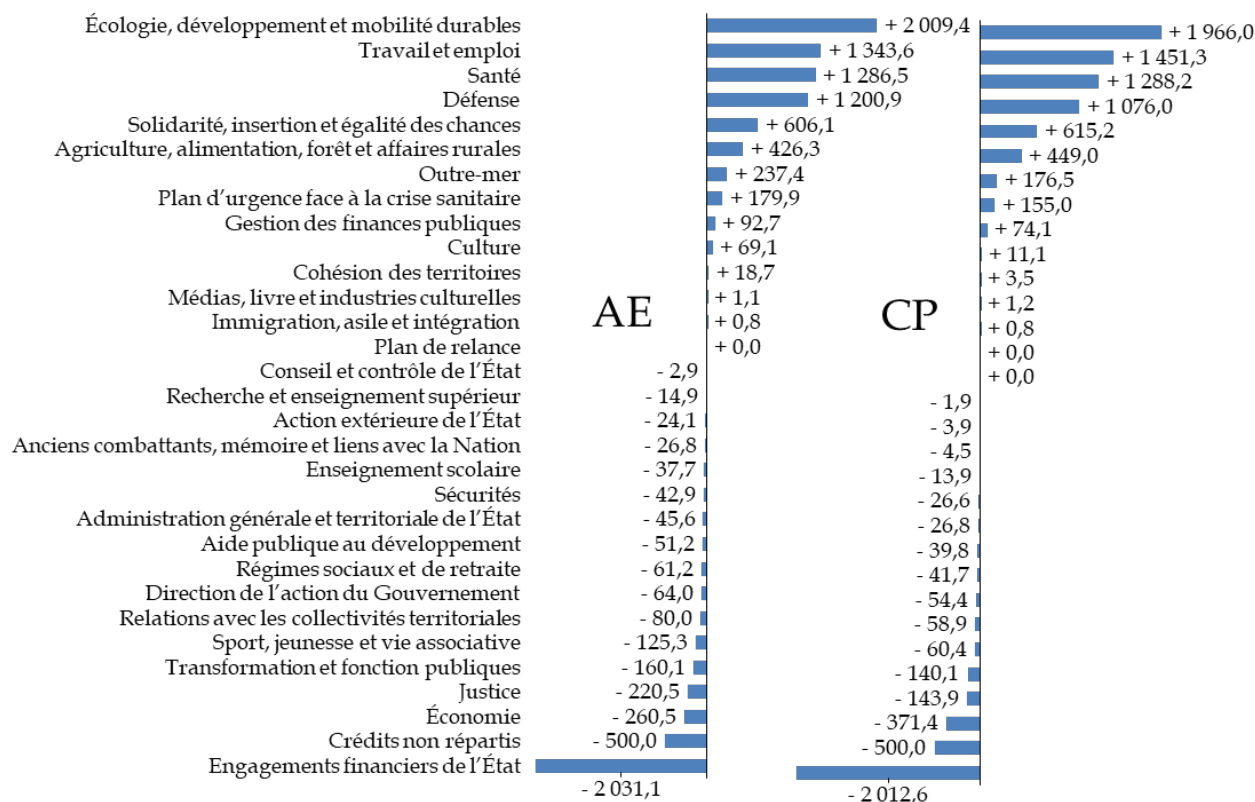 Écologie, développement et mobilité durables + 2 009,4 + 1 966,0
Travail et emploi + 1 343,6 + 1 451,3
Santé + 1 286,5 + 1 288,2
Défense + 1 200,9 + 1 076,0
Solidarité, insertion et égalité des chances + 606,1 + 615,2
Agriculture, alimentation, forêt et affaires rurales + 426,3 + 449,0
Outre-mer + 237,4 + 176,5
Plan d’urgence face à la crise sanitaire + 179,9 + 155,0
Gestion des finances publiques + 92,7 + 74,1
Culture + 69,1 + 11,1
Cohésion des territoires + 18,7 + 3,5
Médias, livre et industries culturelles + 1,1 + 1,2
AE CP
Immigration, asile et intégration + 0,8 + 0,8
Plan de relance + 0,0 + 0,0
Conseil et contrôle de l’État - 2,9 + 0,0
Recherche et enseignement supérieur - 14,9 - 1,9
Action extérieure de l’État - 24,1 - 3,9
Anciens combattants, mémoire et liens avec la Nation - 26,8 - 4,5
Enseignement scolaire - 37,7 - 13,9
Sécurités - 42,9 - 26,6
Administration générale et territoriale de l’État - 45,6 - 26,8
Aide publique au développement - 51,2 - 39,8
Régimes sociaux et de retraite - 61,2 - 41,7
Direction de l’action du Gouvernement - 64,0 - 54,4
Relations avec les collectivités territoriales - 80,0 - 58,9
Sport, jeunesse et vie associative - 125,3 - 60,4
Transformation et fonction publiques - 160,1 - 140,1
Justice - 220,5 - 143,9
Économie - 260,5 - 371,4
Crédits non répartis - 500,0 - 500,0
Engagements financiers de l’État
- 2 031,1 - 2 012,6